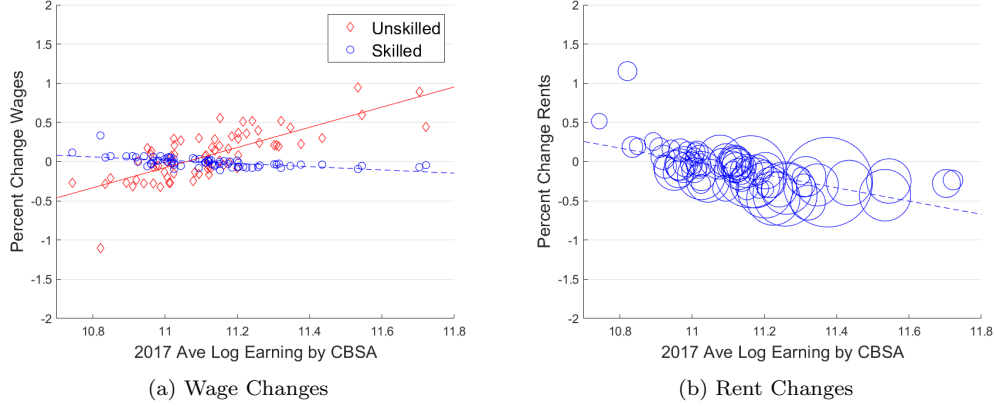 2
1.5
1
0.5
0
-0.5
-1
-1.5
-2
Percent Change Wages
Unskilled
Skilled
10.8 11 11.2 11.4 11.6 11.8
2017 Ave Log Earning by CBSA
(a) Wage Changes
2
1.5
1
0.5
0
-0.5
-1
-1.5
-2
Percent Change Rents
10.8 11 11.2 11.4 11.6 11.8
2017 Ave Log Earning by CBSA
(b) Rent Changes